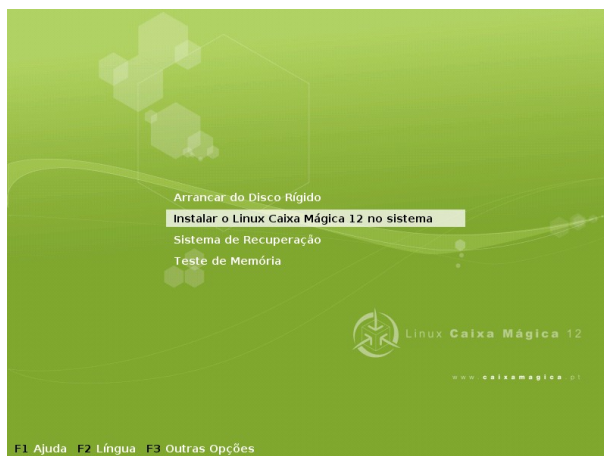 Arrancar do Disco Rígido
Instalar o Linux Caixa Mágica 12 no sistema
Sistema de Recuperação
Teste de Memória
Linux Caixa Mágica 12
www.caixamagica.pt
F1 Ajuda F2 Língua F3 Outras Opções